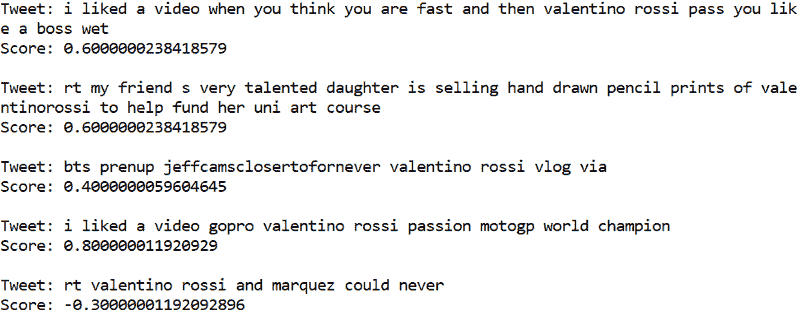 Tweet: i liked a video when you think you are fast and then valentino rossi pass you lik
e a boss wet
Score: 0.6000000238418579
Tweet: rt my friend s very talented daughter is selling hand drawn pencil prints of vale
ntinorossi to help fund her uni art course
Score: 0.6000000238418579
Tweet: bts prenup jeffcamsclosertofornever valentino rossi vlog via
Score: 0.4000000059604645
Tweet: i liked a video gopro valentino rossi passion motogp world champion
Score: 0.800000011920929
Tweet: rt valentino rossi and marquez could never
Score: -0.30000001192092896